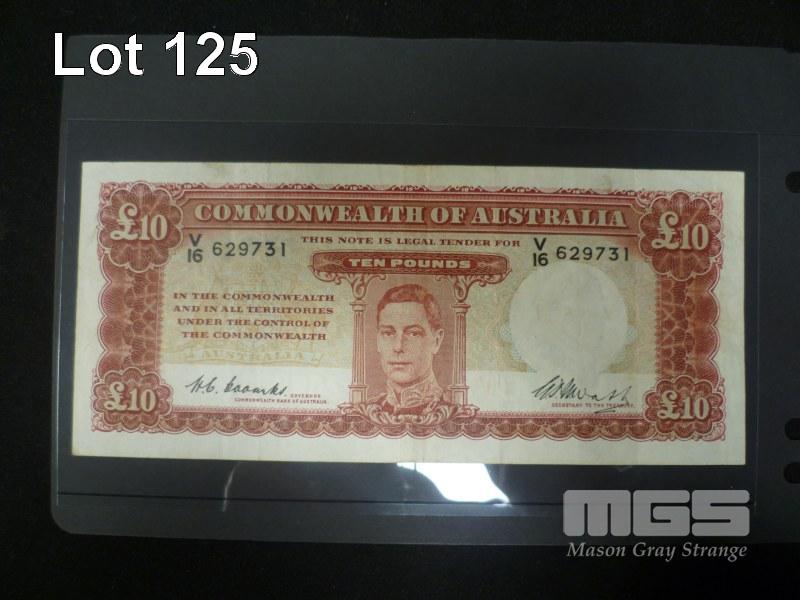 Lot 125
COMMONWEALTH OF AUSTRALIA
£10
£10
V
16 629731
THIS NOTE IS LEGAL TENDER FOR
V
16 629731
TEN POUNDS
IN THE COMMONWEALTH
AND IN ALL TERRITORIES
UNDER THE CONTROL OF
THE COMMONWEALTH
AUSTRALIA
H.C. Coombs
GOVERNOR
COMMONWEALTH BANK OF AUSTRALIA
SECRETARY TO THE TREASURY
£10
£10
MGS
Mason Gray Strange